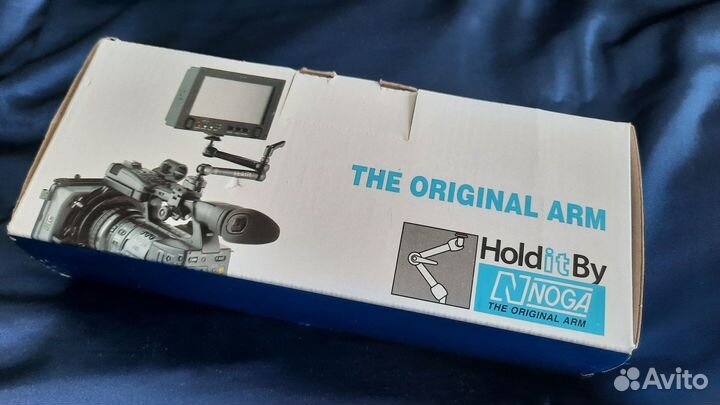 THE ORIGINAL ARM
HolditBy
NOGA
THE ORIGINAL ARM
Avito